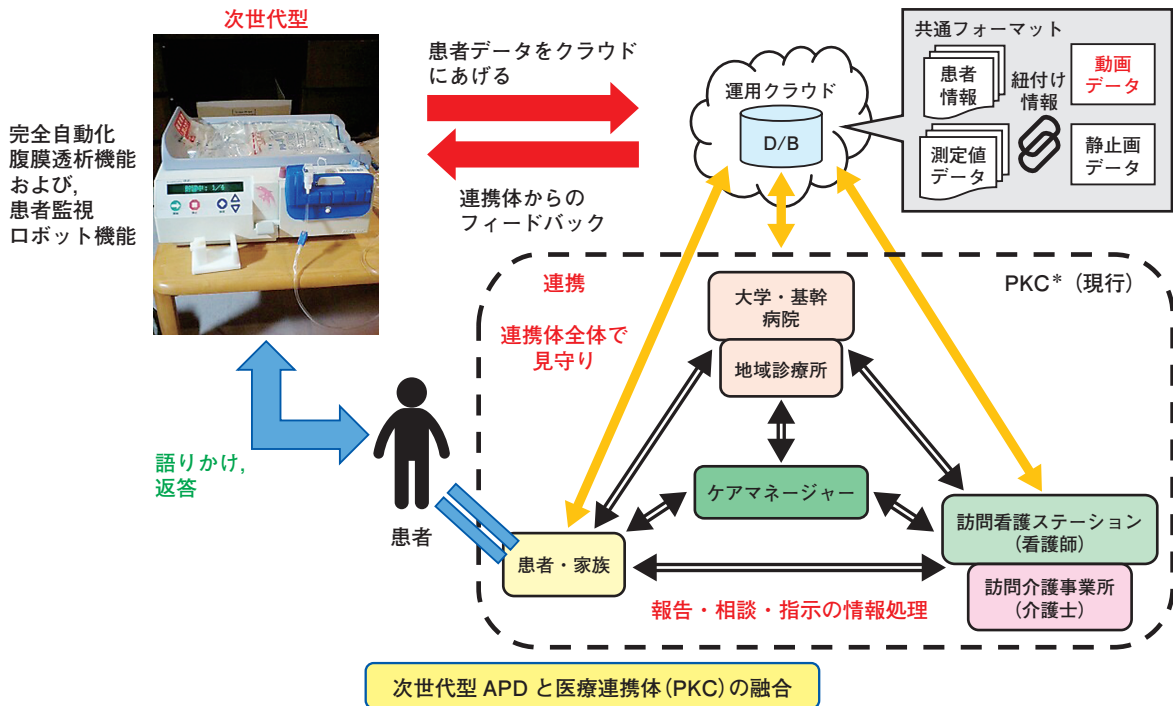 次世代型
完全自動化
腹膜透析機能
および,
患者監視
ロボット機能
患者データをクラウド
にあげる
連携体からの
フィードバック
運用クラウド
D/B
共通フォーマット
患者
情報
紐付け
情報
動画
データ
測定値
データ
静止画
データ
連携
連携体全体で
見守り
PKC*（現行）
大学・基幹
病院
地域診療所
ケアマネージャー
訪問看護ステーション
(看護師)
訪問介護事業所
(介護士)
患者・家族
報告・相談・指示の情報処理
語りかけ,
返答
患者
次世代型 APD と医療連携体(PKC)の融合